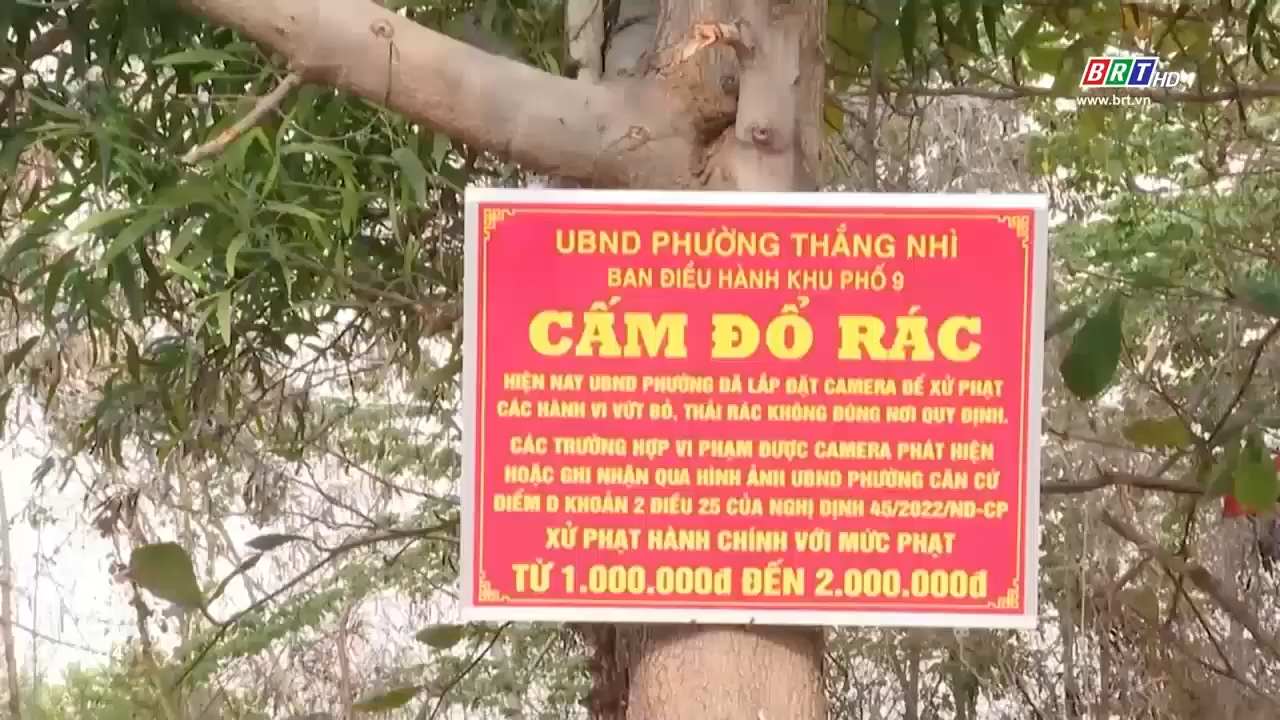 BRT HD
www.brt.vn
UBND PHƯỜNG THẮNG NHÌ
BAN ĐIỀU HÀNH KHU PHỐ 9
CẤM ĐỔ RÁC
HIỆN NAY UBND PHƯỜNG ĐÃ LẮP ĐẶT CAMERA ĐỂ XỬ PHẠT
CÁC HÀNH VI VỨT BỎ, THẢI RÁC KHÔNG ĐÚNG NƠI QUY ĐỊNH.
CÁC TRƯỜNG HỢP VI PHẠM ĐƯỢC CAMERA PHÁT HIỆN
HOẶC GHI NHẬN QUA HÌNH ẢNH UBND PHƯỜNG CĂN CỨ
ĐIỂM D KHOẢN 2 ĐIỀU 25 CỦA NGHỊ ĐỊNH 45/2022/NĐ-CP
XỬ PHẠT HÀNH CHÍNH VỚI MỨC PHẠT
TỪ 1.000.000đ ĐẾN 2.000.000đ